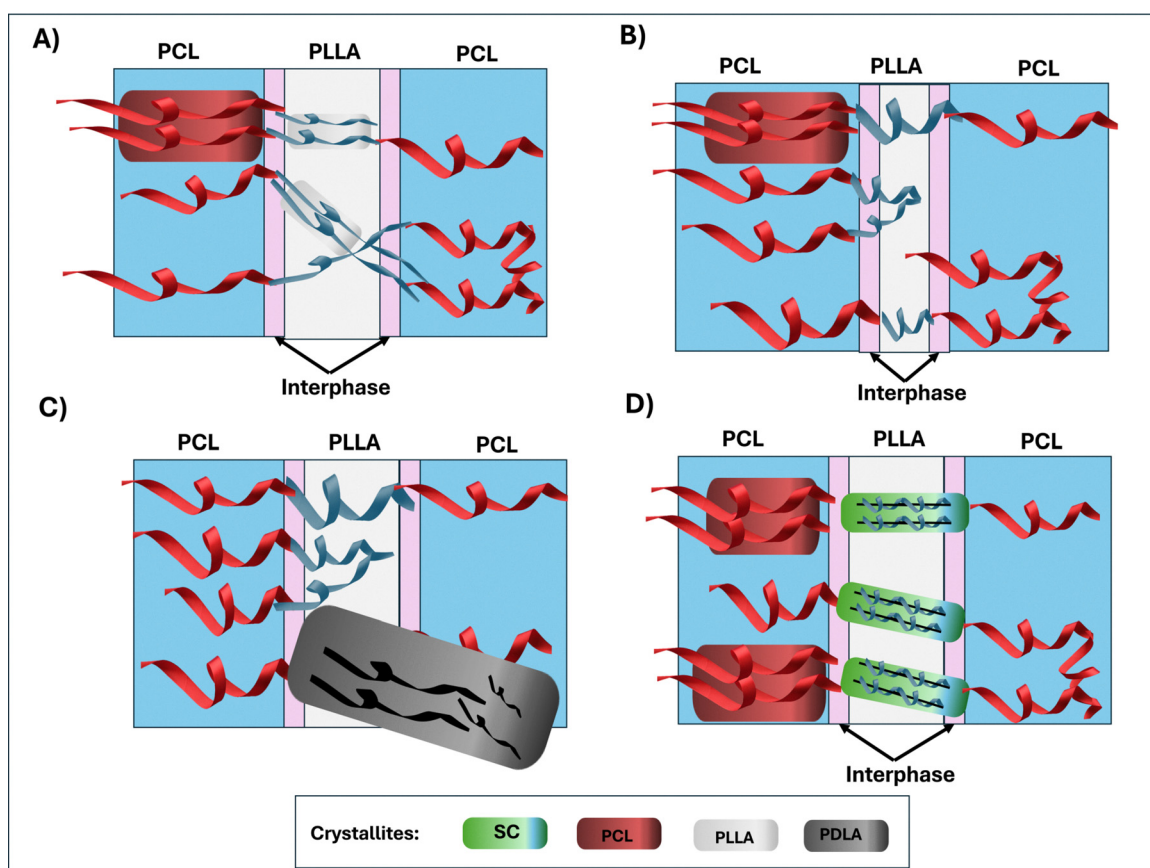 A)
PCL PLLA PCL
Interphase
B)
PCL PLLA PCL
Interphase
C)
PCL PLLA PCL
D)
PCL PLLA PCL
Interphase
Crystallites: SC PCL PLLA PDLA